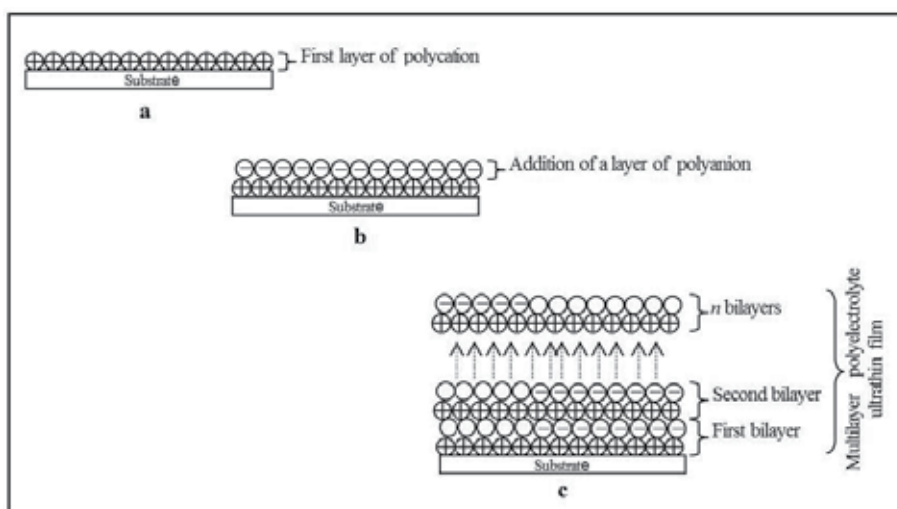 First layer of polycation
Substrate
a
Addition of a layer of polyanion
Substrate
b
n bilayers
Second bilayer
First bilayer
Substrate
c
Multilayer polyelectrolyte
ultrathin film